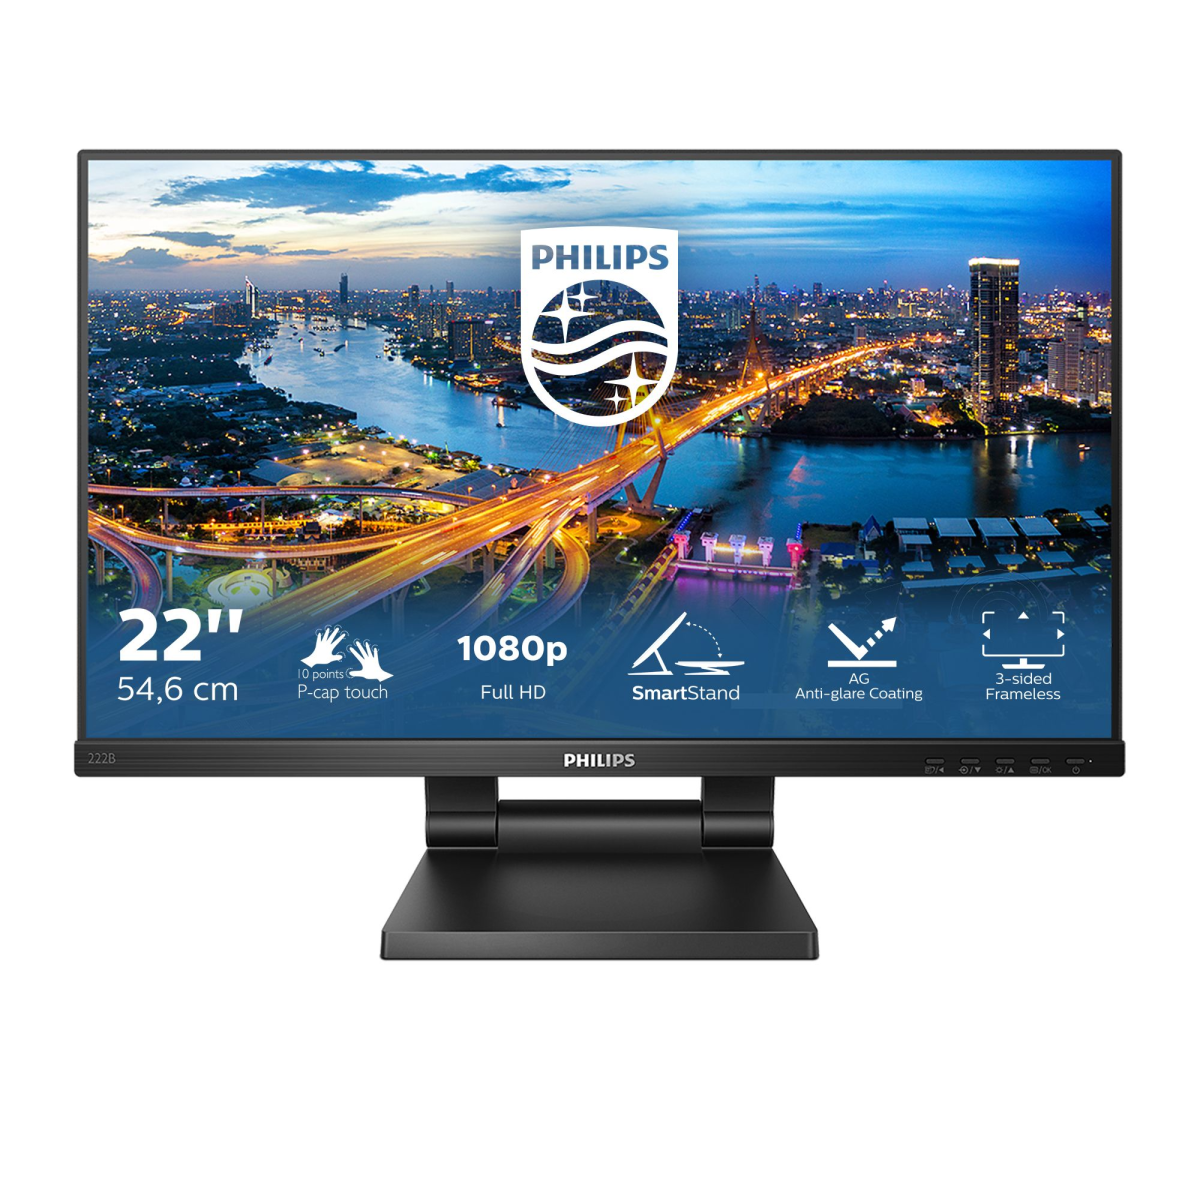 PHILIPS
22"
54,6 cm
10 points
P-cap touch
1080p
Full HD
SmartStand
AG
Anti-glare Coating
3-sided
Frameless
222B
PHILIPS
/OK